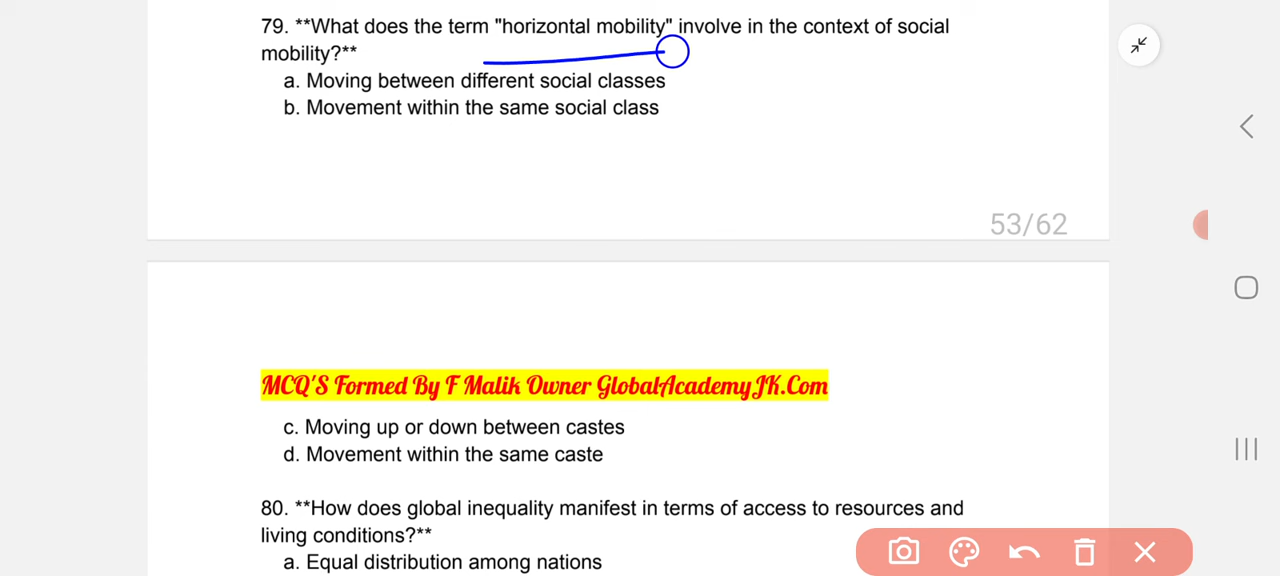 79. **What does the term "horizontal mobility" involve in the context of social
mobility?**
a. Moving between different social classes
b. Movement within the same social class
53/62
MCQ'S Formed By F Malik Owner GlobalAcademyJK.Com
c. Moving up or down between castes
d. Movement within the same caste
80. **How does global inequality manifest in terms of access to resources and
living conditions?**
a. Equal distribution among nations